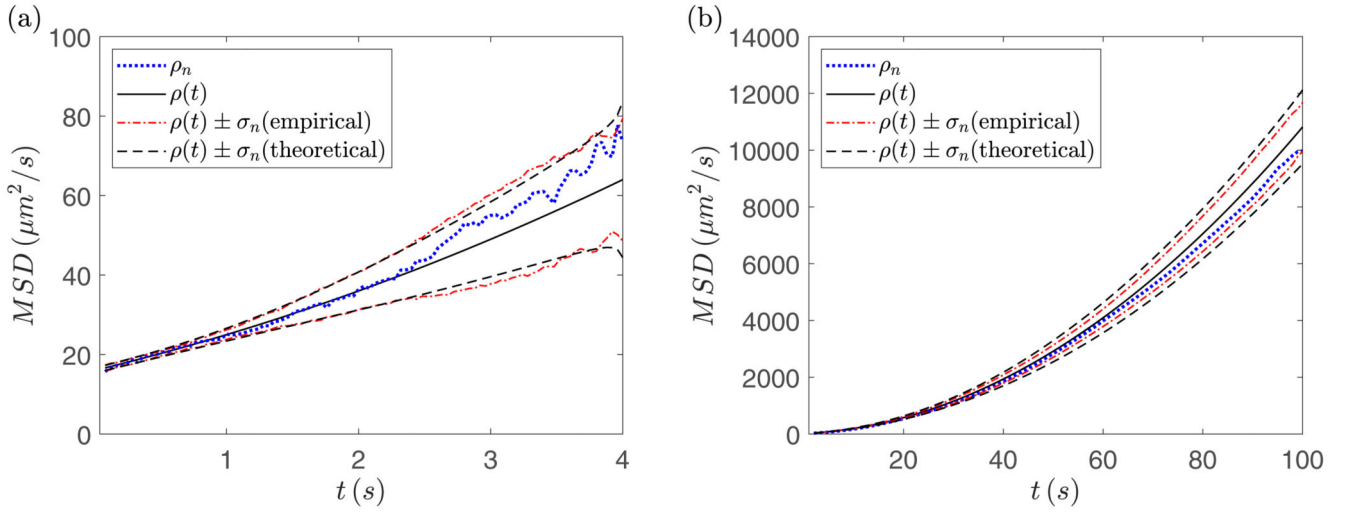 (a)
100
80
60
40
20
0
MSD (μm²/s)
ρₙ
ρ(t)
ρ(t) ± σₙ(empirical)
ρ(t) ± σₙ(theoretical)
1 2 3 4
t (s)
(b)
14000
12000
10000
8000
6000
4000
2000
0
MSD (μm²/s)
ρₙ
ρ(t)
ρ(t) ± σₙ(empirical)
ρ(t) ± σₙ(theoretical)
20 40 60 80 100
t (s)